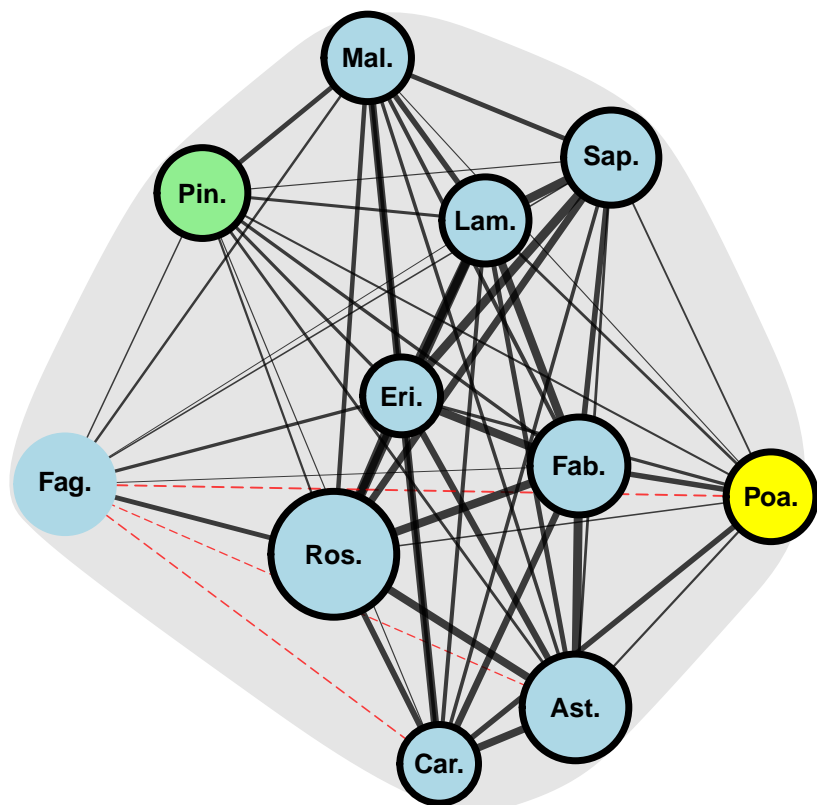 Mal.
Sap.
Pin.
Lam.
Eri.
Fab.
Fag.
Poa.
Ros.
Ast.
Car.